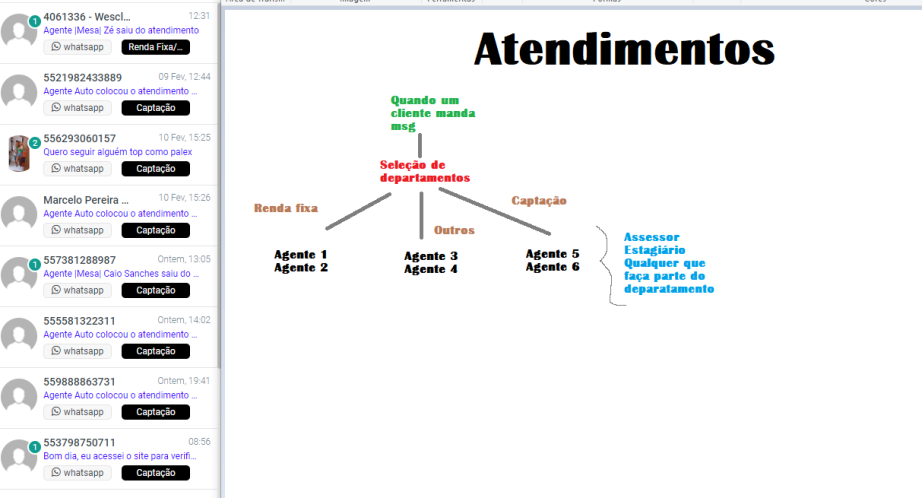 4061336 - Wescl... 12:31
1
Agente |Mesa| Zé saiu do atendimento
whatsapp Renda Fixa/...
5521982433889 09 Fev, 12:44
Agente Auto colocou o atendimento ...
whatsapp Captação
556293060157 10 Fev, 15:25
2
Quero seguir alguém top como palex
whatsapp Captação
Marcelo Pereira ... 10 Fev, 15:26
Agente Auto colocou o atendimento ...
whatsapp Captação
557381288987 Ontem, 13:05
1
Agente |Mesa| Caio Sanches saiu do ...
whatsapp Captação
555581322311 Ontem, 14:02
Agente Auto colocou o atendimento ...
whatsapp Captação
559888863731 Ontem, 19:41
Agente Auto colocou o atendimento ...
whatsapp Captação
553798750711 08:56
1
Bom dia, eu acessei o site para verifi...
whatsapp Captação
Atendimentos
Quando um
cliente manda
msg
Seleção de
departamentos
Renda fixa
Outros
Captação
Agente 1
Agente 2
Agente 3
Agente 4
Agente 5
Agente 6
Assessor
Estagiário
Qualquer que
faça parte do
deparatamento